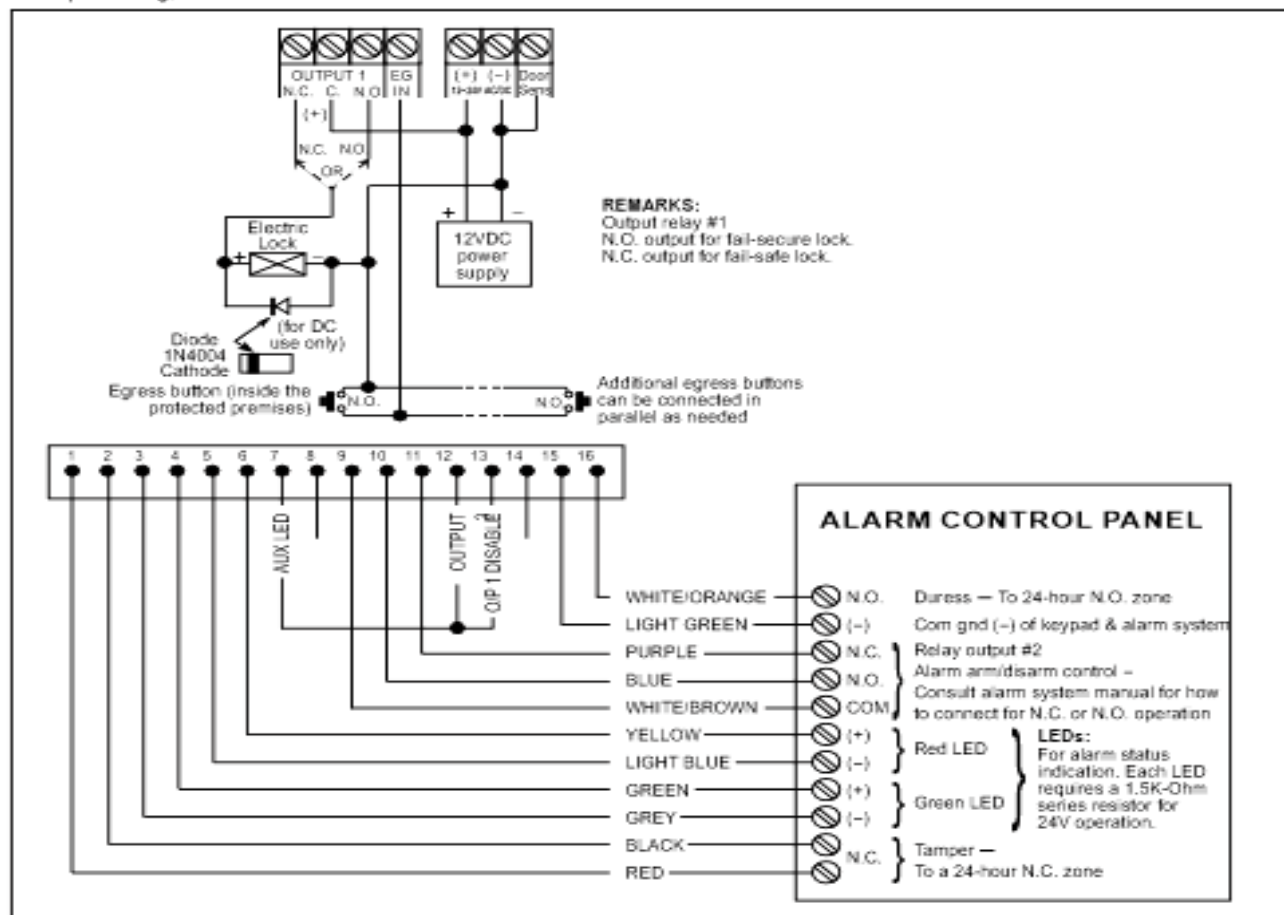 OUTPUT 1 EG (+) (−) Door
N.C. C. N.O IN 12-24V AC/DC Sens
(+)
N.C. N.O.
OR
Electric
Lock
+ −
+ −
12VDC
power
supply
REMARKS:
Output relay #1
N.O. output for fail-secure lock.
N.C. output for fail-safe lock.
(for DC
use only)
Diode
1N4004
Cathode
Egress button (inside the
protected premises)
N.O.
N.O.
Additional egress buttons
can be connected in
parallel as needed
1 2 3 4 5 6 7 8 9 10 11 12 13 14 15 16
AUX LED
OUTPUT
O/P 1 DISABLE
ALARM CONTROL PANEL
WHITE/ORANGE N.O. Duress — To 24-hour N.O. zone
LIGHT GREEN (−) Com gnd (−) of keypad & alarm system
PURPLE N.C. Relay output #2
BLUE N.O. Alarm arm/disarm control –
WHITE/BROWN COM Consult alarm system manual for how
to connect for N.C. or N.O. operation
YELLOW (+)
LIGHT BLUE (−)
Red LED
GREEN (+)
GREY (−)
Green LED
LEDs:
For alarm status
indication. Each LED
requires a 1.5K-Ohm
series resistor for
24V operation.
BLACK
RED
N.C.
Tamper —
To a 24-hour N.C. zone